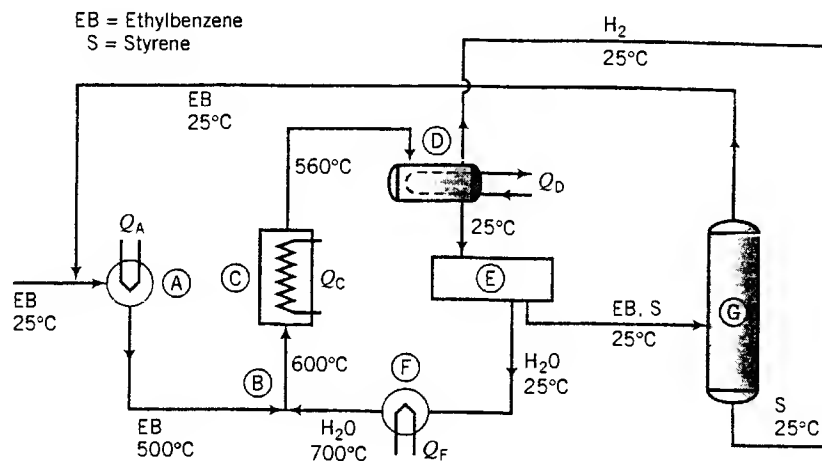 EB = Ethylbenzene
S = Styrene
H₂
25°C
EB
25°C
D
560°C
Q_D
25°C
Q_A
A
C
Q_C
E
EB
25°C
EB, S
25°C
G
600°C
B
F
H₂O
25°C
EB
500°C
H₂O
700°C
Q_F
S
25°C